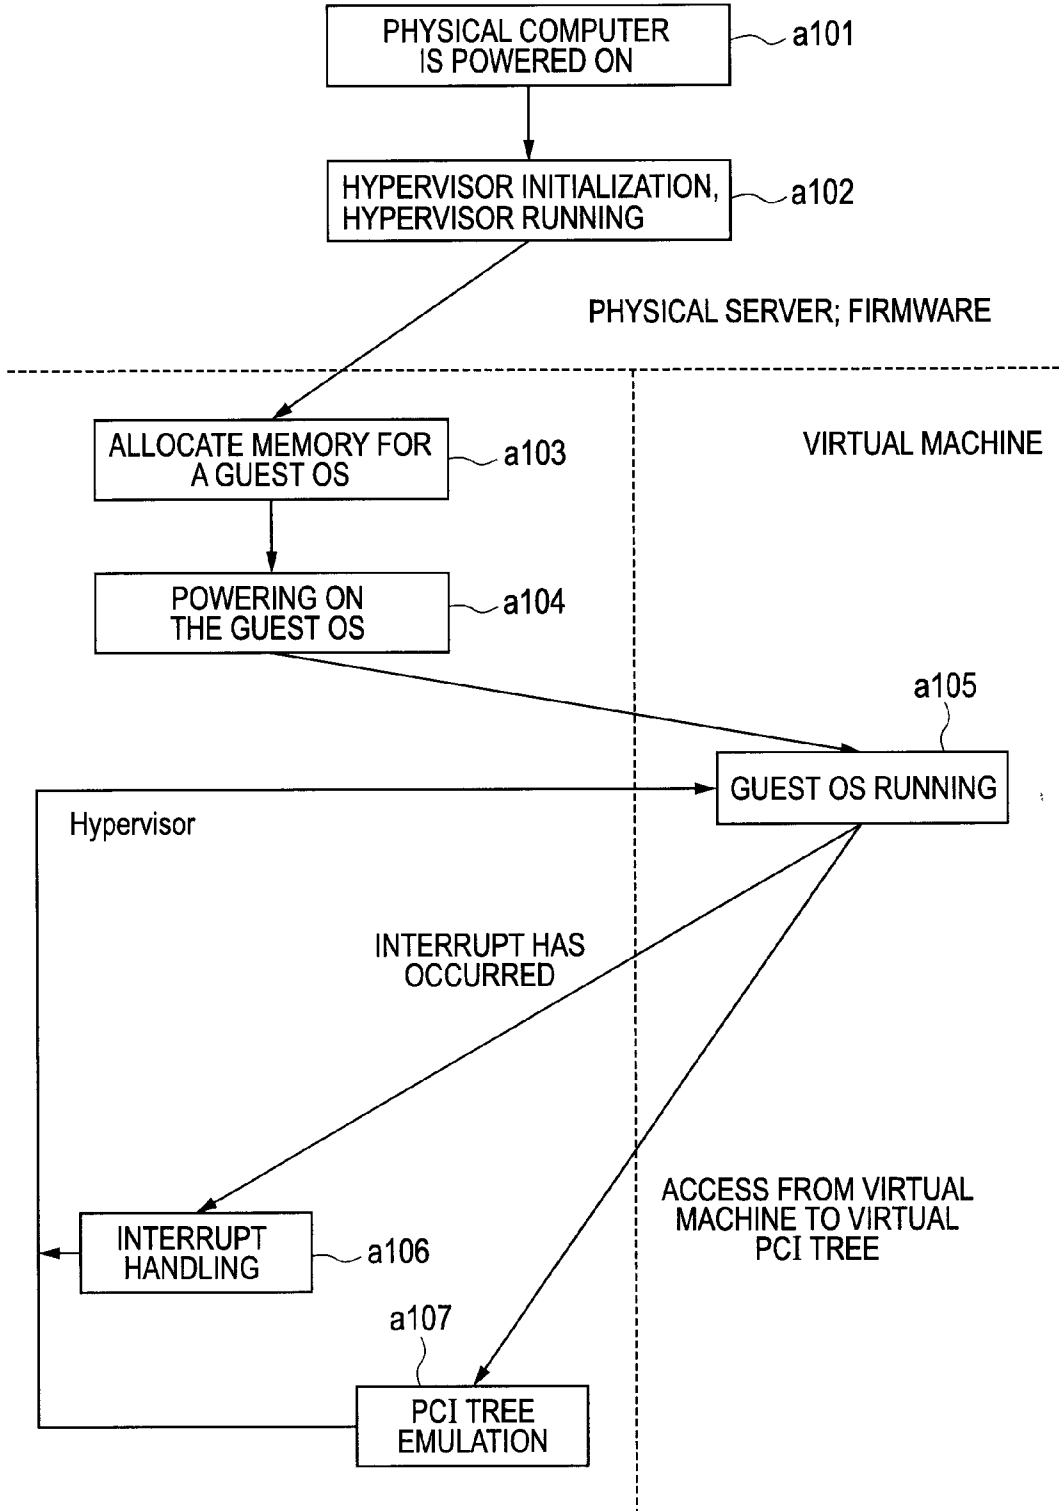 PHYSICAL COMPUTER
IS POWERED ON
a101
HYPERVISOR INITIALIZATION,
HYPERVISOR RUNNING
a102
PHYSICAL SERVER; FIRMWARE
ALLOCATE MEMORY FOR
A GUEST OS
a103
VIRTUAL MACHINE
POWERING ON
THE GUEST OS
a104
a105
GUEST OS RUNNING
Hypervisor
INTERRUPT HAS
OCCURRED
ACCESS FROM VIRTUAL
MACHINE TO VIRTUAL
PCI TREE
INTERRUPT
HANDLING
a106
a107
PCI TREE
EMULATION